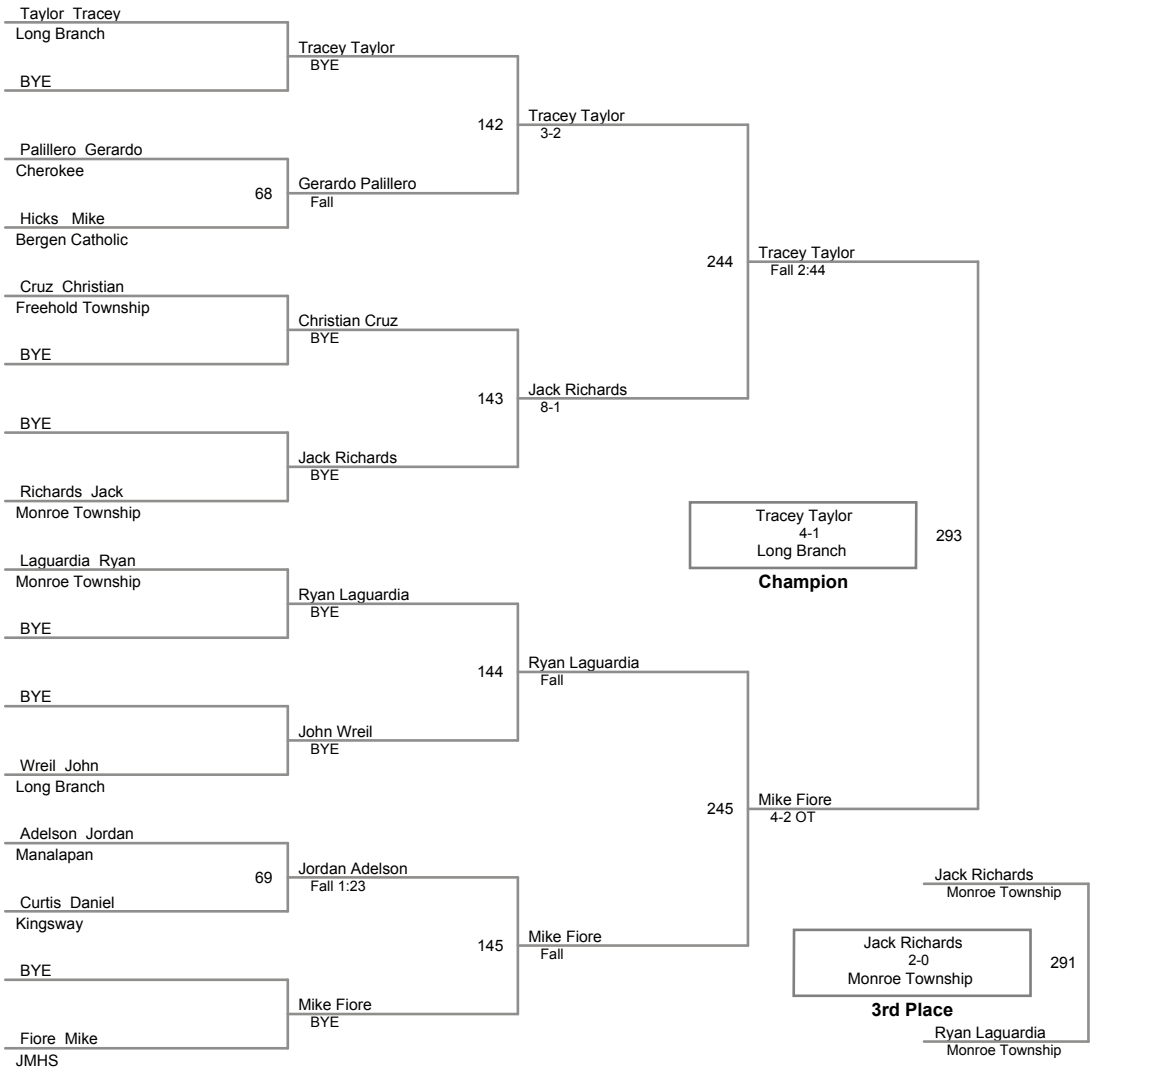 Taylor Tracey
Long Branch
BYE
Palillero Gerardo
Cherokee
68
Hicks Mike
Bergen Catholic
Cruz Christian
Freehold Township
BYE
BYE
Richards Jack
Monroe Township
Laguardia Ryan
Monroe Township
BYE
BYE
Wreil John
Long Branch
Adelson Jordan
Manalapan
69
Curtis Daniel
Kingsway
BYE
Fiore Mike
JMHS
Tracey Taylor
BYE
142
Gerardo Palillero
Fall
Christian Cruz
BYE
143
Jack Richards
BYE
Ryan Laguardia
BYE
144
John Wreil
BYE
Jordan Adelson
Fall 1:23
145
Mike Fiore
BYE
Tracey Taylor
3-2
244
Jack Richards
8-1
Ryan Laguardia
Fall
245
Mike Fiore
Fall
Tracey Taylor
Fall 2:44
Tracey Taylor
4-1
Long Branch
293
Champion
Mike Fiore
4-2 OT
Jack Richards
Monroe Township
Jack Richards
2-0
Monroe Township
291
3rd Place
Ryan Laguardia
Monroe Township